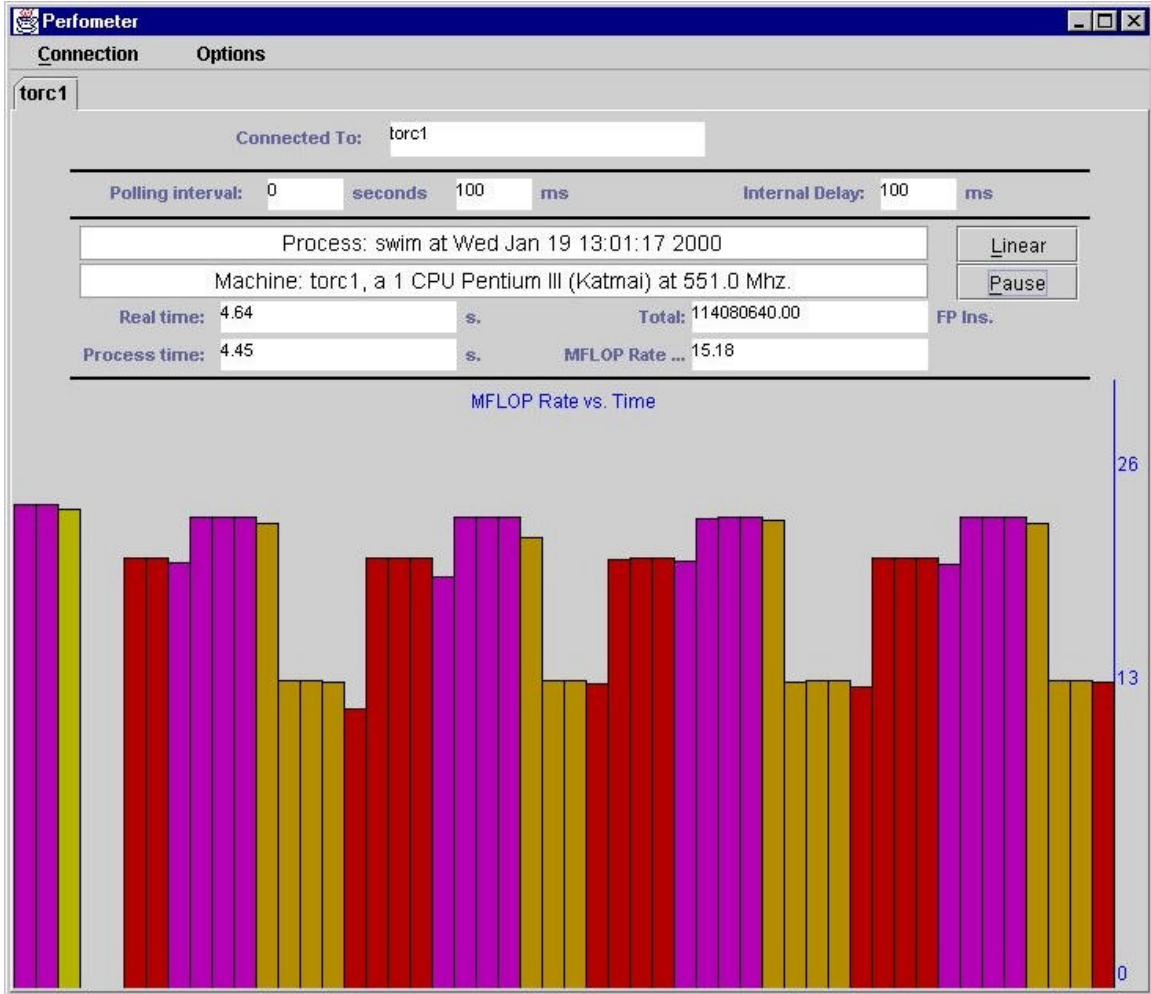 Perfometer
Connection Options
torc1
Connected To: torc1
Polling interval: 0 seconds 100 ms Internal Delay: 100 ms
Process: swim at Wed Jan 19 13:01:17 2000 Linear
Machine: torc1, a 1 CPU Pentium III (Katmai) at 551.0 Mhz. Pause
Real time: 4.64 s. Total: 114080640.00 FP Ins.
Process time: 4.45 s. MFLOP Rate ... 15.18
MFLOP Rate vs. Time
26
13
0